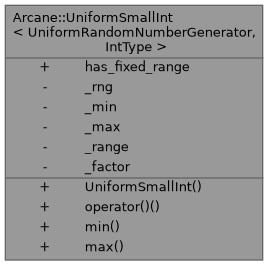 Arcane::UniformSmallInt
< UniformRandomNumberGenerator,
IntType >
+ has_fixed_range
- _rng
- _min
- _max
- _range
- _factor
+ UniformSmallInt()
+ operator()()
+ min()
+ max()